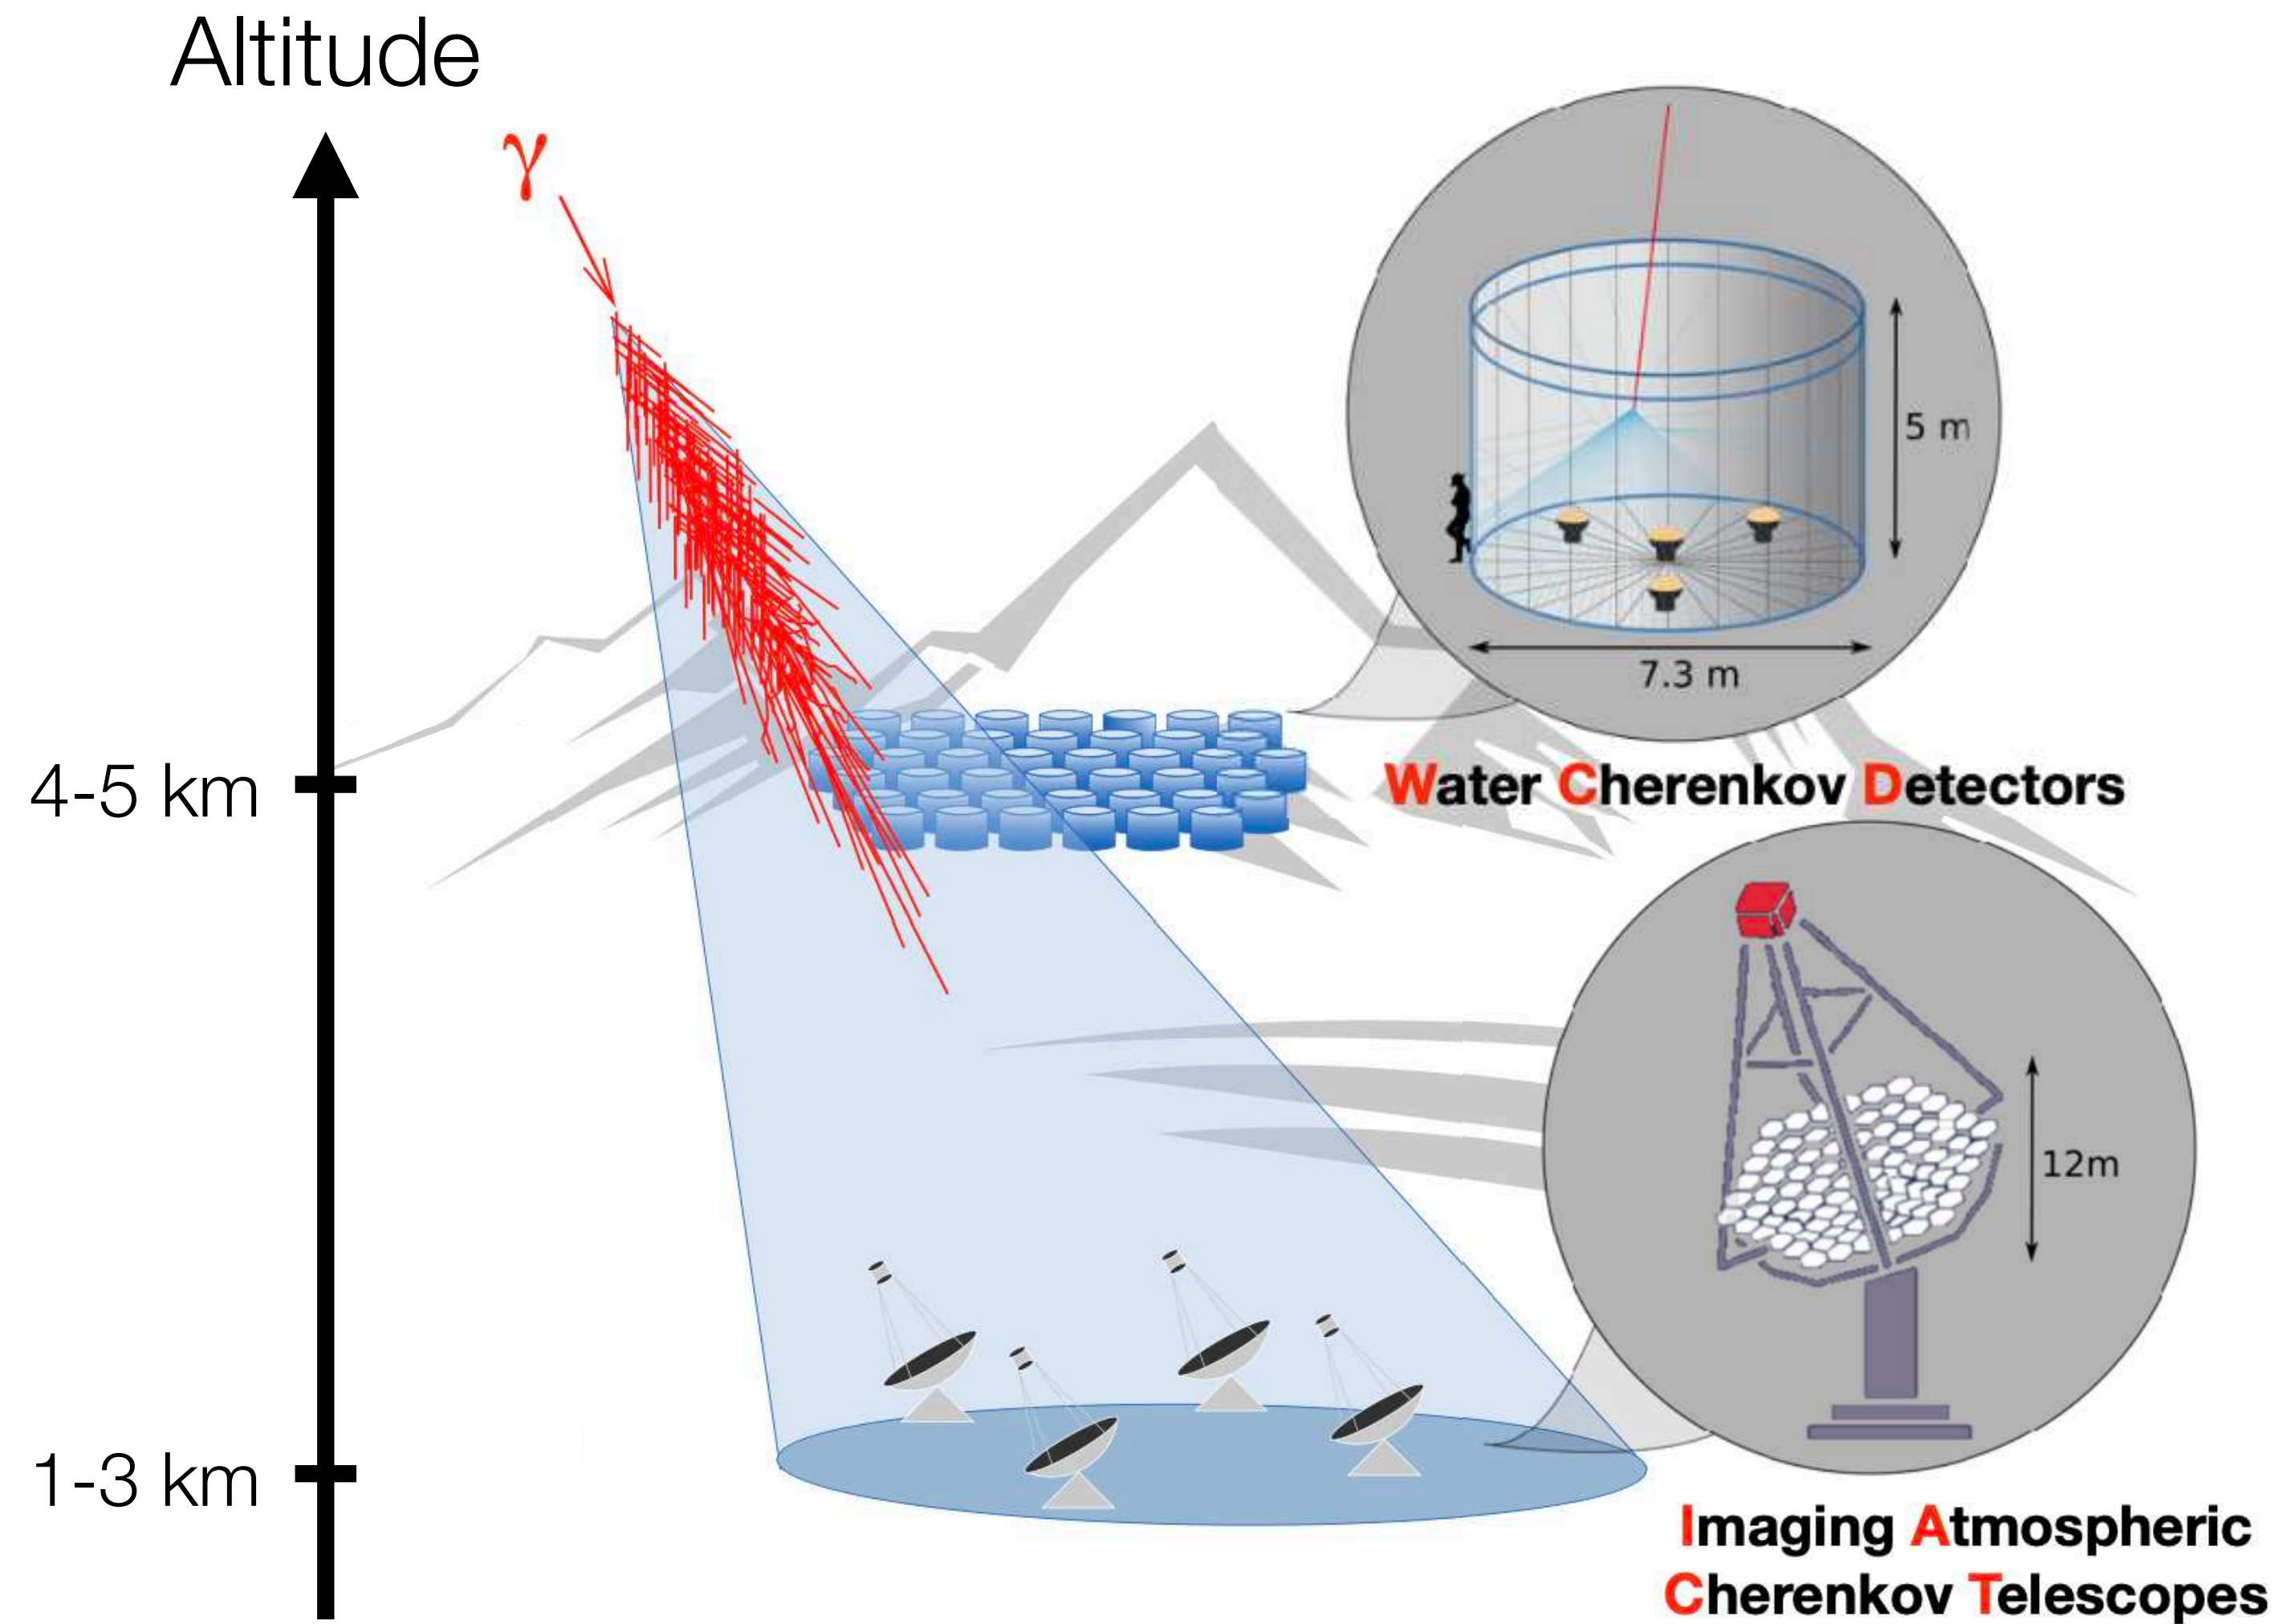 Altitude
γ
5 m
7.3 m
4-5 km
Water Cherenkov Detectors
12m
1-3 km
Imaging Atmospheric
Cherenkov Telescopes